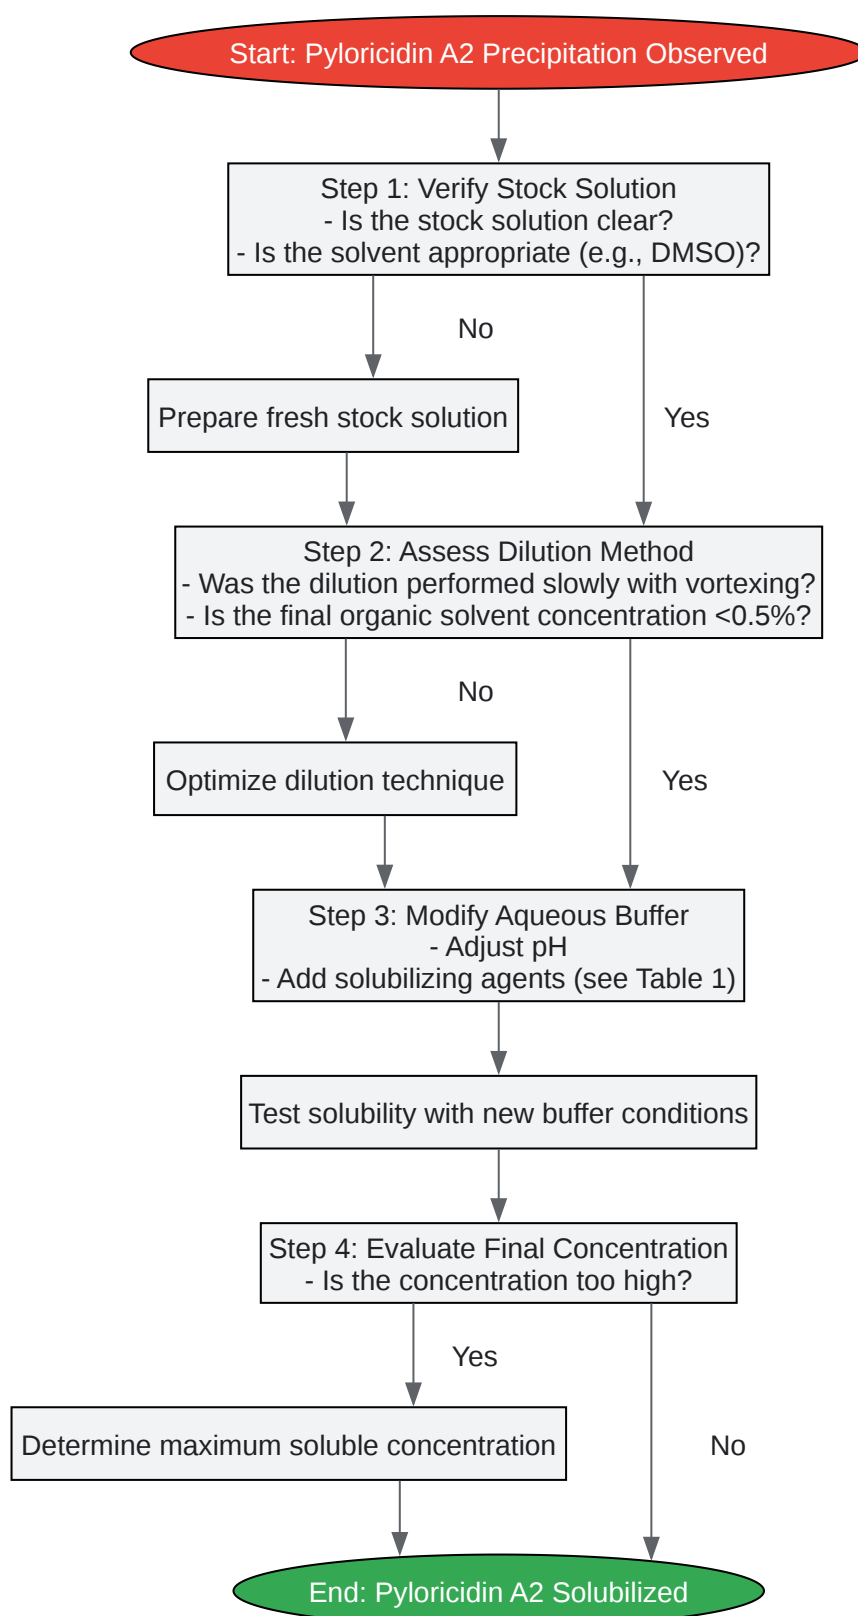 Start: Pyloricidin A2 Precipitation Observed
Step 1: Verify Stock Solution
- Is the stock solution clear?
- Is the solvent appropriate (e.g., DMSO)?
No
Prepare fresh stock solution
Yes
Step 2: Assess Dilution Method
- Was the dilution performed slowly with vortexing?
- Is the final organic solvent concentration <0.5%?
No
Optimize dilution technique
Yes
Step 3: Modify Aqueous Buffer
- Adjust pH
- Add solubilizing agents (see Table 1)
Test solubility with new buffer conditions
Step 4: Evaluate Final Concentration
- Is the concentration too high?
Yes
Determine maximum soluble concentration
No
End: Pyloricidin A2 Solubilized